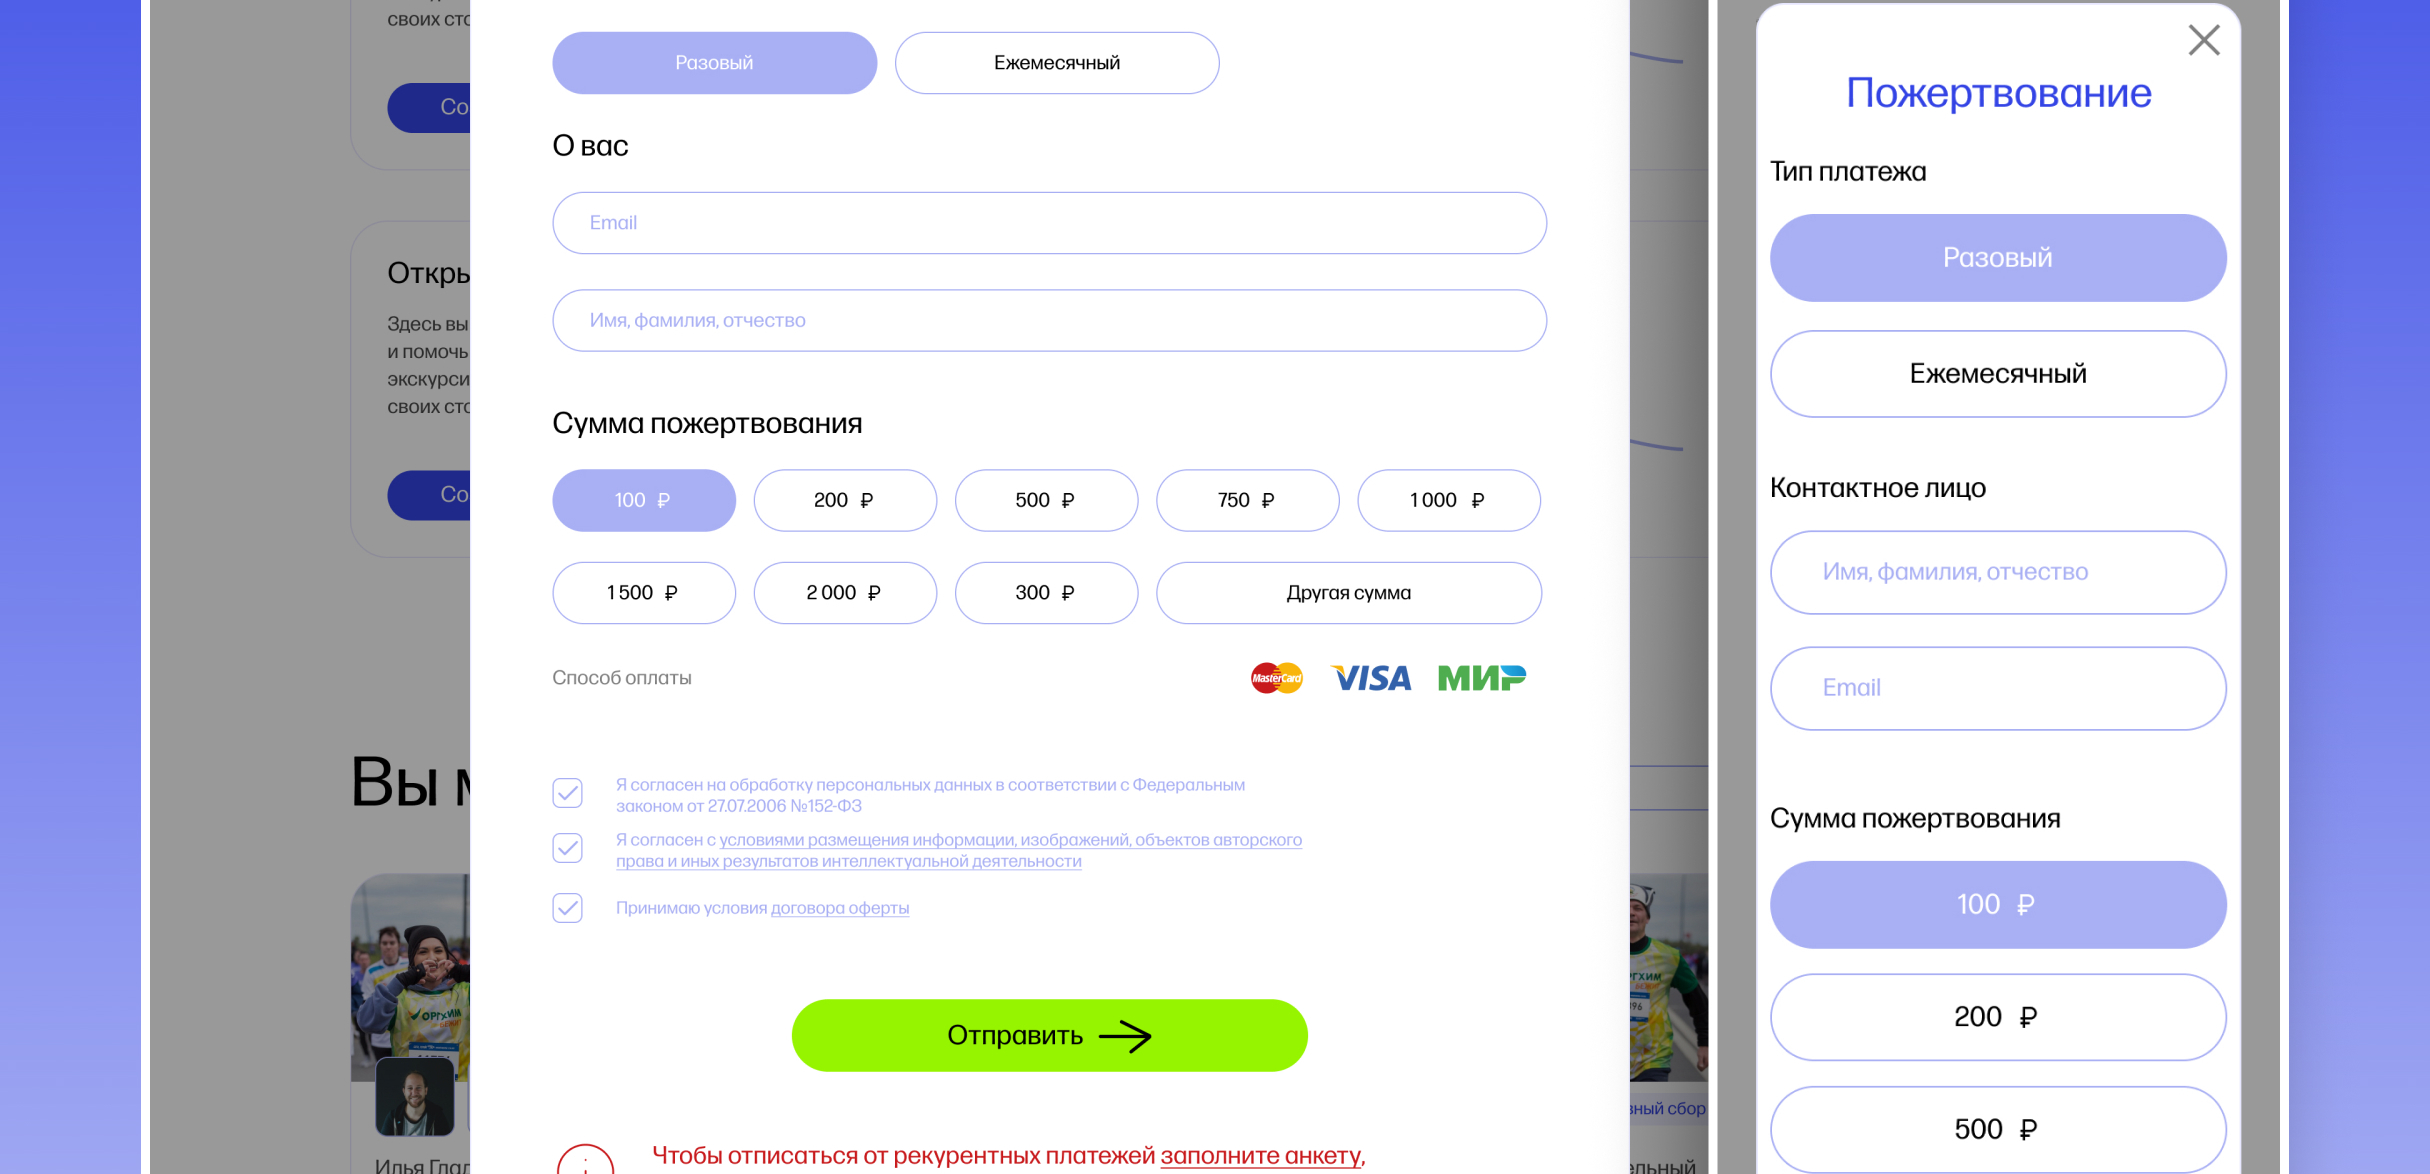 своих сто
Со
Откры
Здесь вы
и помочь
экскурси
своих сто
Со
Вы
ОРГХИМ
Илья Гла
Разовый
Ежемесячный
О вас
Email
Имя, фамилия, отчество
Сумма пожертвования
100 ₽
200 ₽
500 ₽
750 ₽
1 000 ₽
1 500 ₽
2 000 ₽
300 ₽
Другая сумма
Способ оплаты
MasterCard
VISA
МИР
Я согласен на обработку персональных данных в соответствии с Федеральным
законом от 27.07.2006 №152-ФЗ
Я согласен с условиями размещения информации, изображений, объектов авторского
права и иных результатов интеллектуальной деятельности
Принимаю условия договора оферты
Отправить
Чтобы отписаться от рекурентных платежей заполните анкету,
ный сбор
льный
Пожертвование
Тип платежа
Разовый
Ежемесячный
Контактное лицо
Имя, фамилия, отчество
Email
Сумма пожертвования
100 ₽
200 ₽
500 ₽